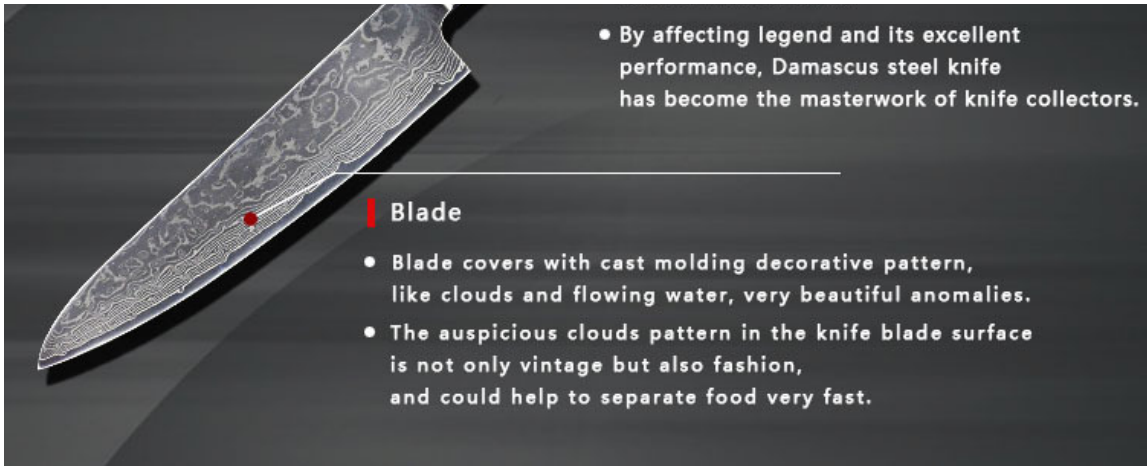 • By affecting legend and its excellent
performance, Damascus steel knife
has become the masterwork of knife collectors.
Blade
• Blade covers with cast molding decorative pattern,
like clouds and flowing water, very beautiful anomalies.
• The auspicious clouds pattern in the knife blade surface
is not only vintage but also fashion,
and could help to separate food very fast.